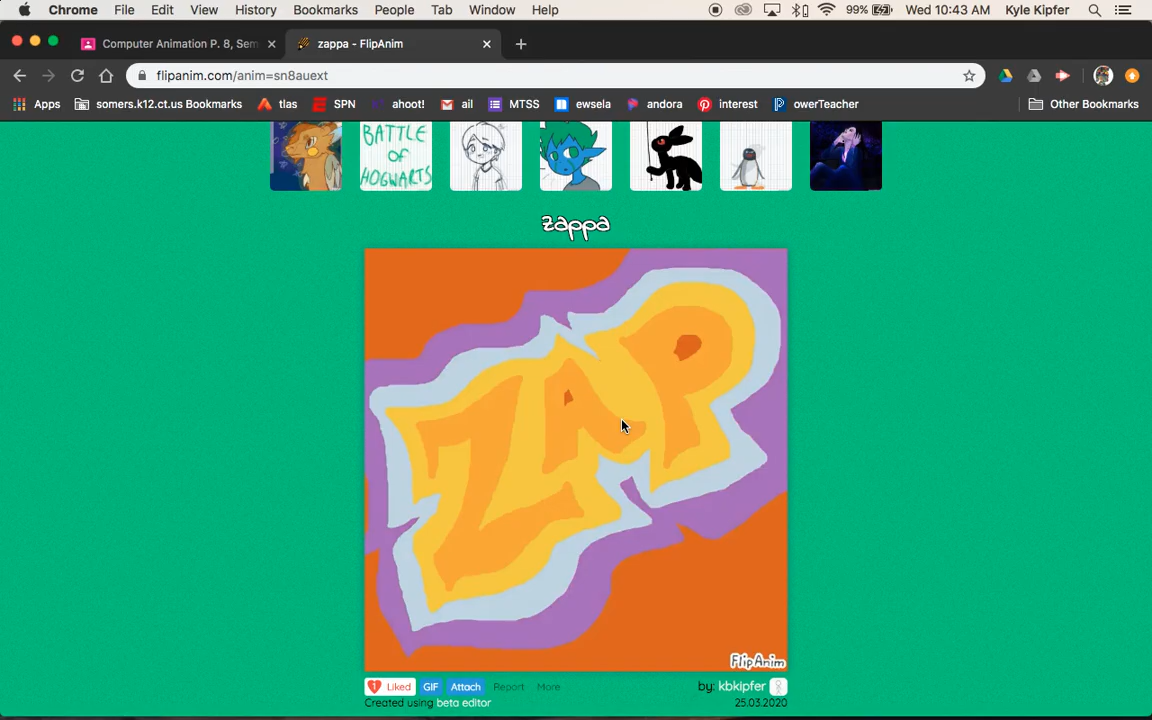 Chrome File Edit View History Bookmarks People Tab Window Help 99% Wed 10:43 AM Kyle Kipfer
Computer Animation P. 8, Sem
zappa - FlipAnim
flipanim.com/anim=sn8auext
Apps somers.k12.ct.us Bookmarks tlas SPN ahoot! ail MTSS ewsela andora interest owerTeacher Other Bookmarks
BATTLE
of
HOGWARTS
zappa
ZAP
FlipAnim
1 Liked GIF Attach Report More by: kbkipfer
Created using beta editor 25.03.2020